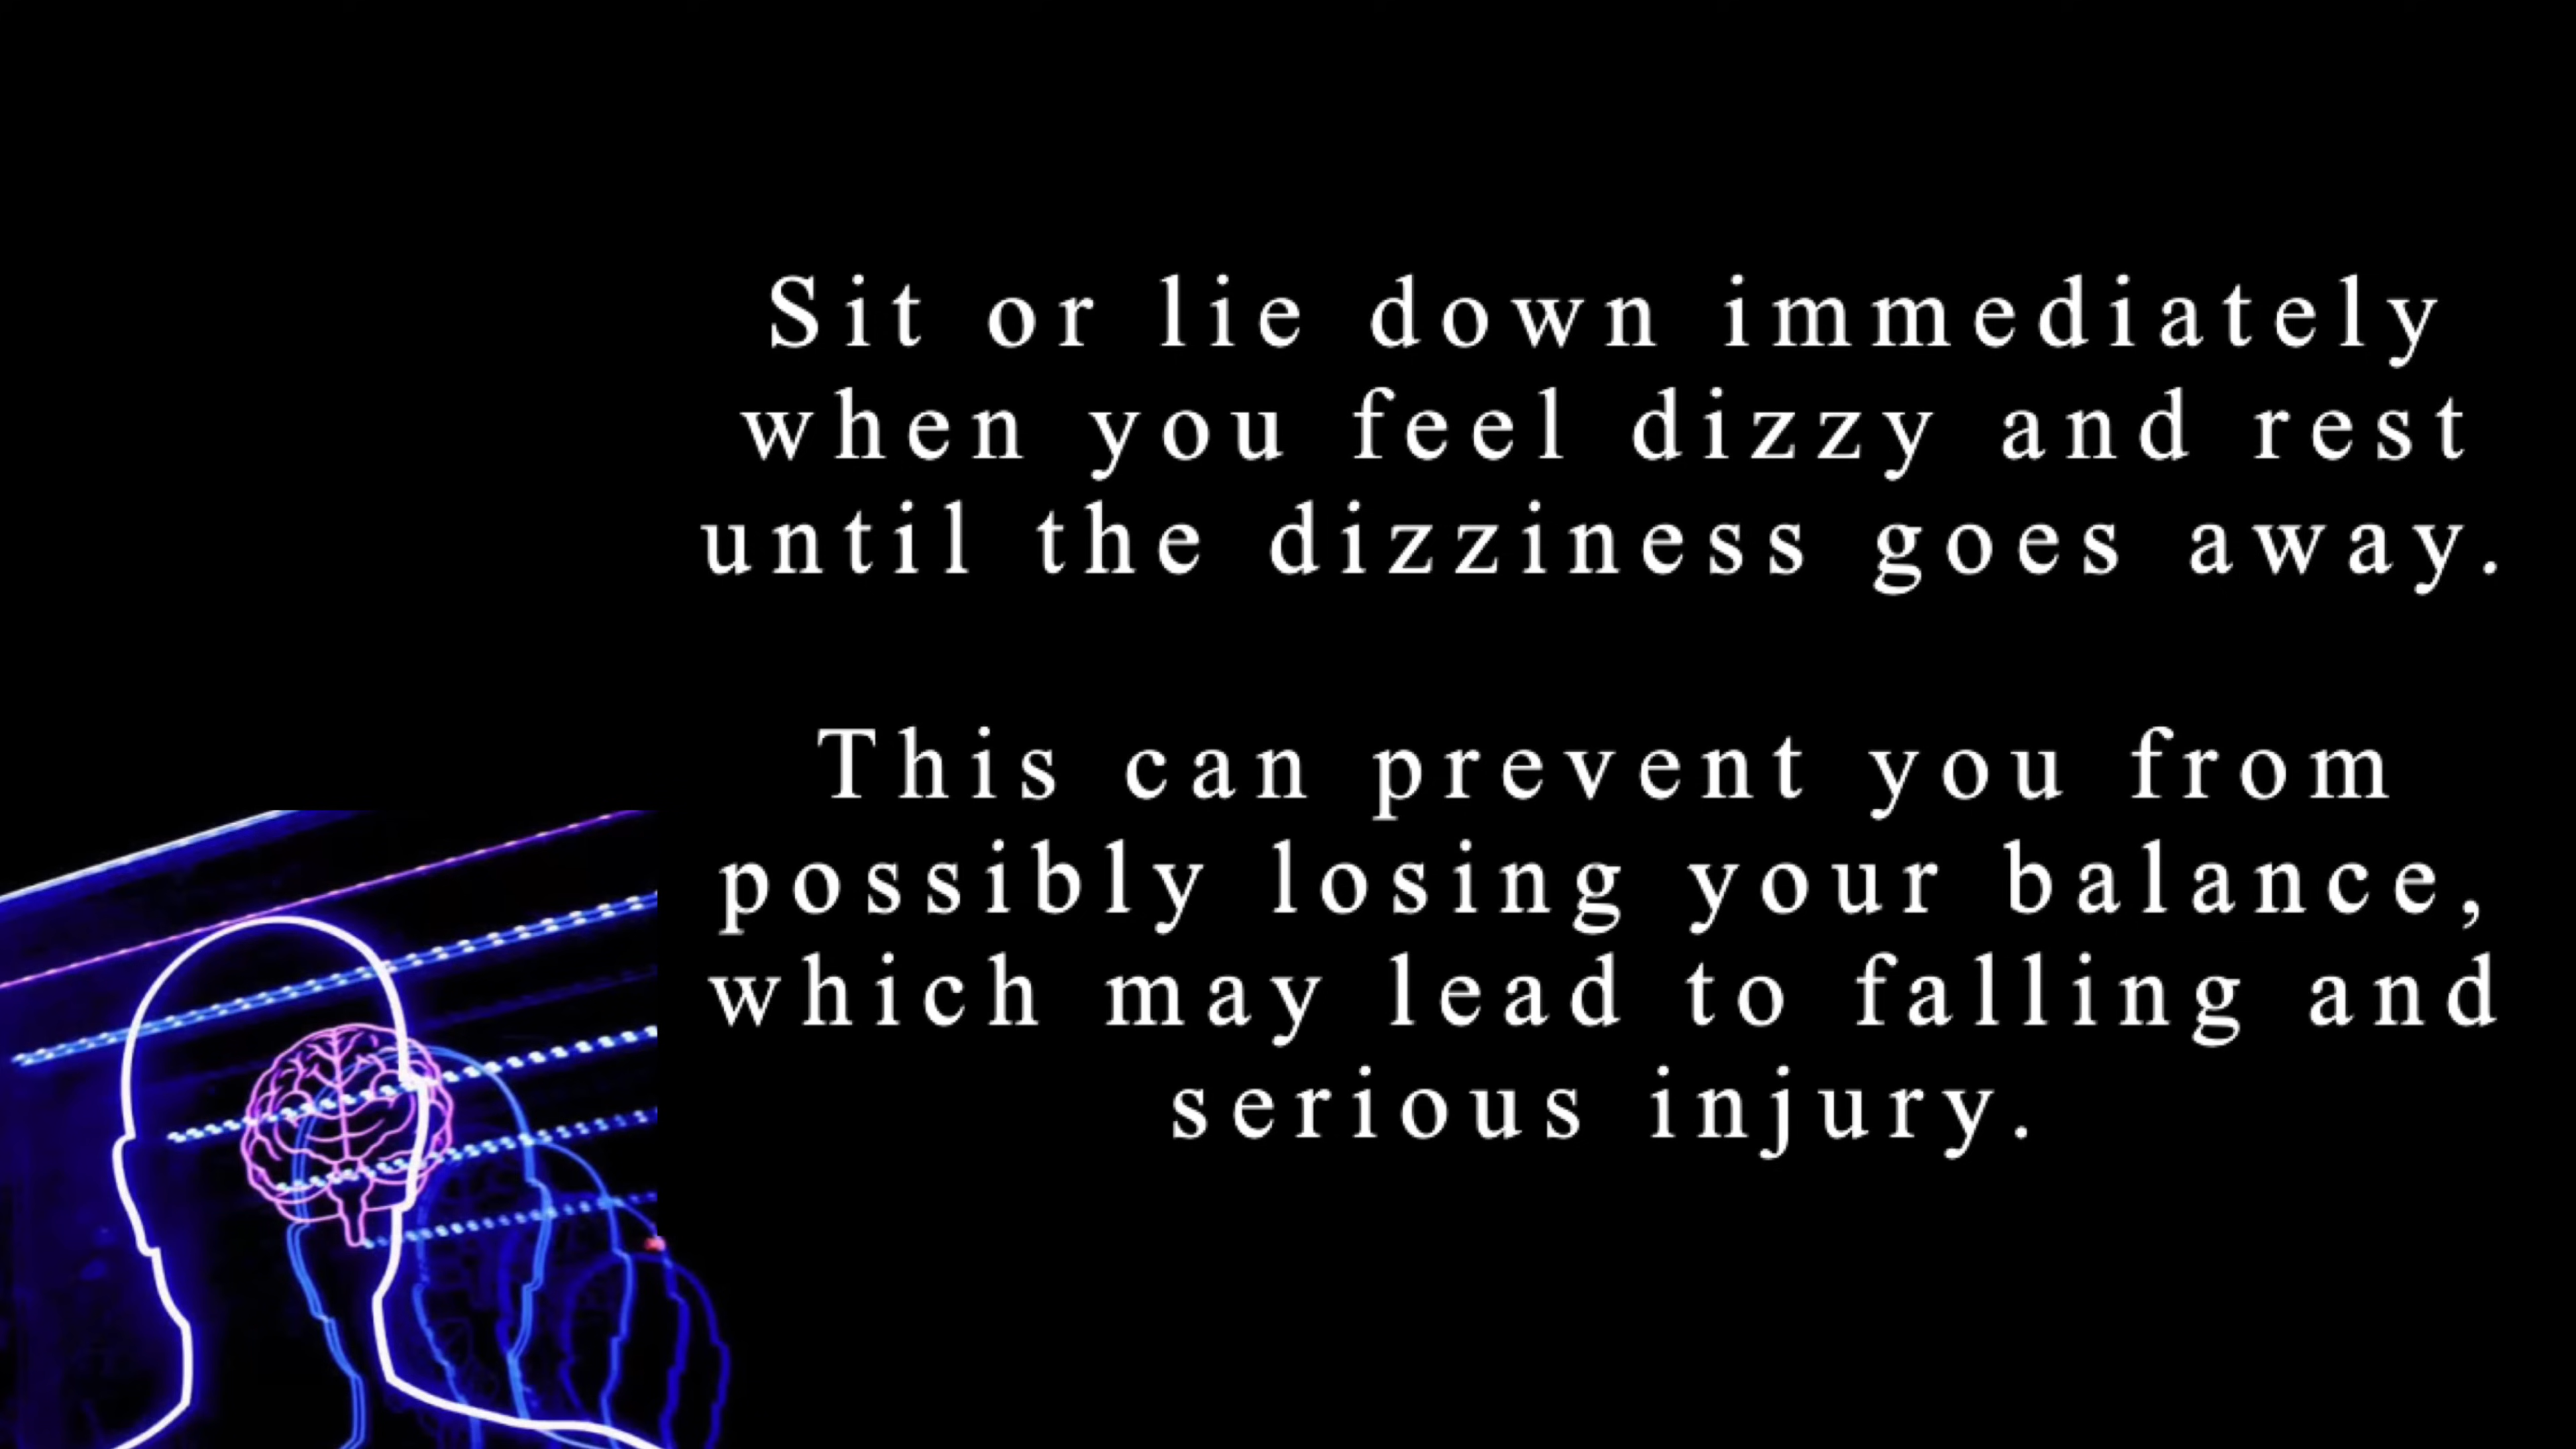 Sit or lie down immediately
when you feel dizzy and rest
until the dizziness goes away.
This can prevent you from
possibly losing your balance,
which may lead to falling and
serious injury.